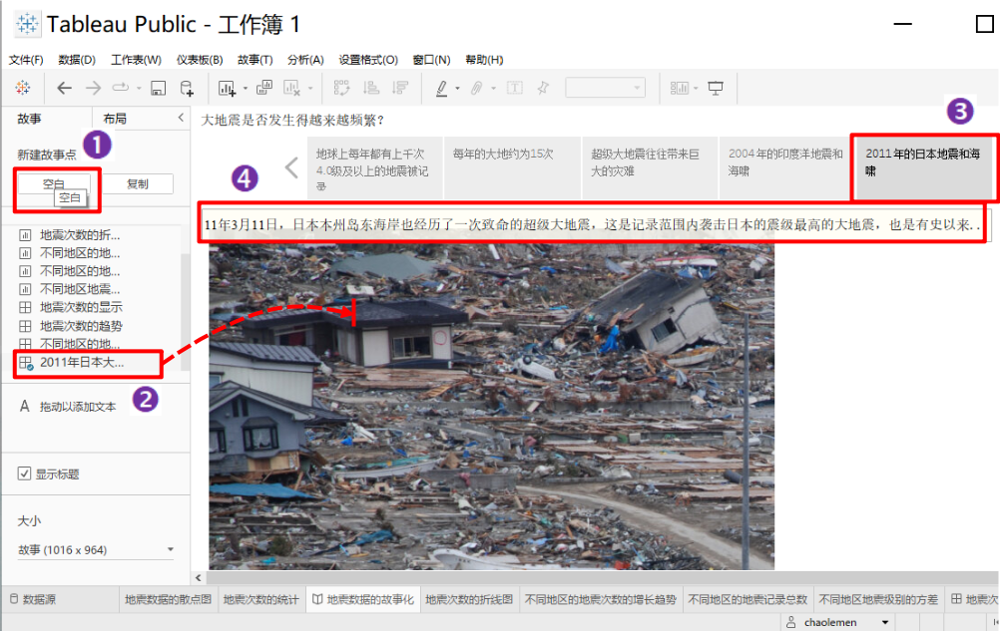 Tableau Public - 工作簿 1
文件(F) 数据(D) 工作表(W) 仪表板(B) 故事(T) 分析(A) 设置格式(O) 窗口(N) 帮助(H)
故事 布局
新建故事点
1
空白 复制
空白
地震次数的折...
不同地区的地...
不同地区的地...
不同地区地震...
地震次数的显示
地震次数的趋势
不同地区的地...
2011年日本大...
2
A 拖动以添加文本
显示标题
大小
故事 (1016 x 964)
大地震是否发生得越来越频繁?
3
4
地球上每年都有上千次
4.0级及以上的地震被记
录
每年的大地约为15次
超级大地震往往带来巨
大的灾难
2004年的印度洋地震和
海啸
2011年的日本地震和海
啸
11年3月11日，日本本州岛东海岸也经历了一次致命的超级大地震，这是记录范围内袭击日本的震级最高的大地震，也是有史以来..
数据源 地震数据的散点图 地震次数的统计 地震数据的故事化 地震次数的折线图 不同地区的地震次数的增长趋势 不同地区的地震记录总数 不同地区地震级别的方差 地震次
chaolemen